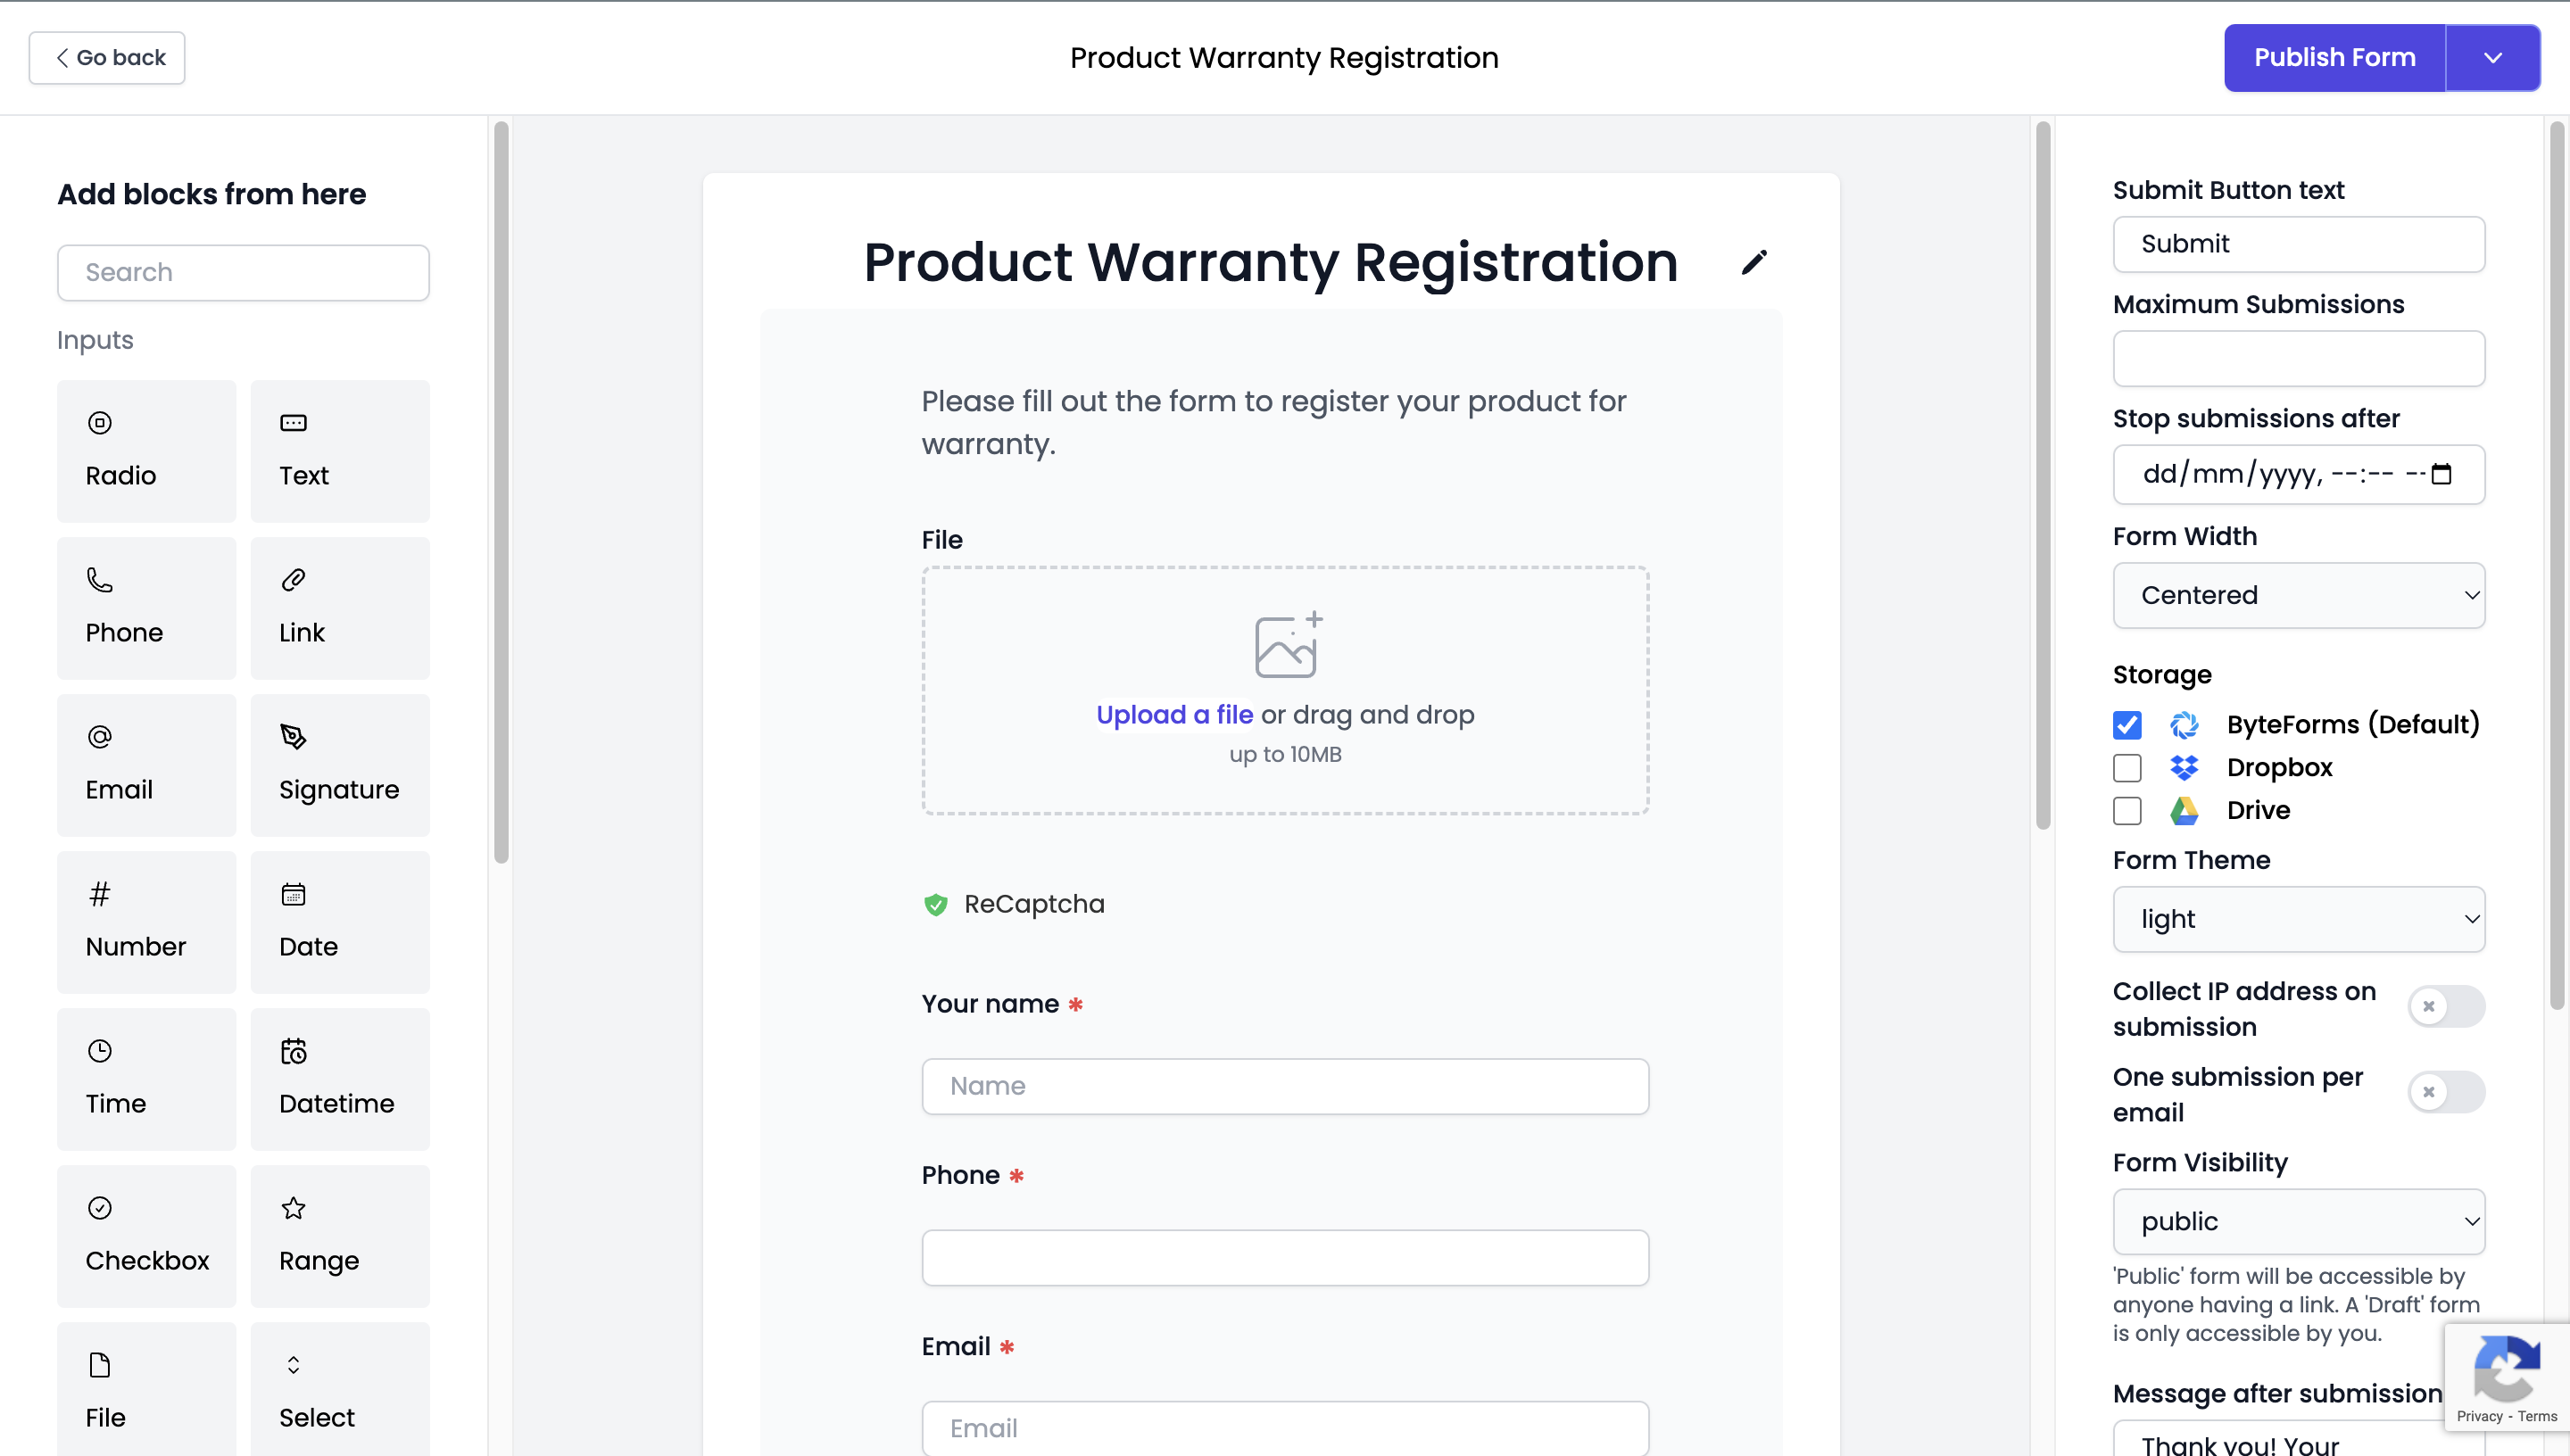 Go back
Product Warranty Registration
Publish Form
Add blocks from here
Search
Inputs
Radio
Text
Phone
Link
Email
Signature
Number
Date
Time
Datetime
Checkbox
Range
File
Select
Product Warranty Registration
Please fill out the form to register your product for
warranty.
File
Upload a file or drag and drop
up to 10MB
ReCaptcha
Your name *
Name
Phone *
Email *
Email
Submit Button text
Submit
Maximum Submissions
Stop submissions after
dd/mm/yyyy, --:-- --
Form Width
Centered
Storage
ByteForms (Default)
Dropbox
Drive
Form Theme
light
Collect IP address on
submission
One submission per
email
Form Visibility
public
'Public' form will be accessible by
anyone having a link. A 'Draft' form
is only accessible by you.
Message after submission
Thank you! Your
Privacy - Terms